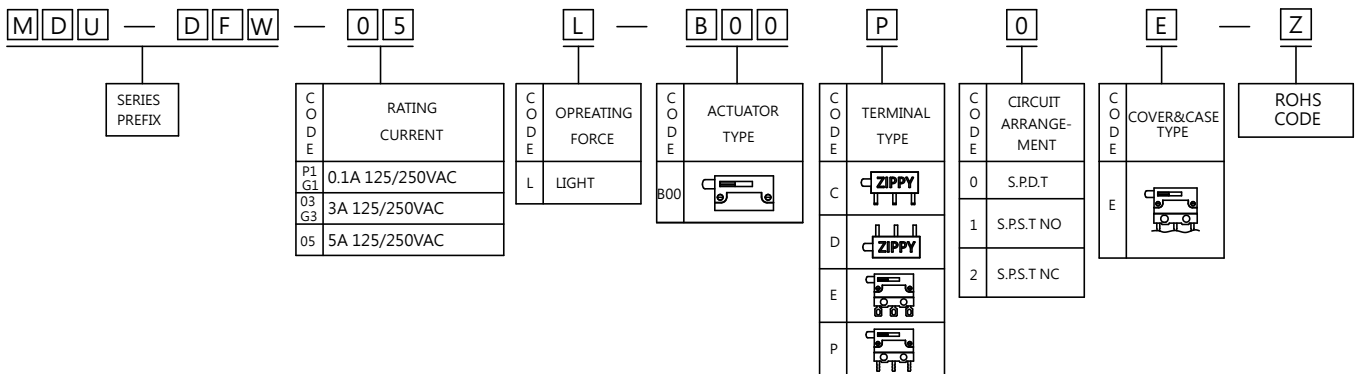 MDU — DFW — 05 L — B00 P 0 E — Z
SERIES
PREFIX
CODE
RATING
CURRENT
P1
G1
0.1A 125/250VAC
03
G3
3A 125/250VAC
05
5A 125/250VAC
CODE
OPREATING
FORCE
L
LIGHT
CODE
ACTUATOR
TYPE
B00
CODE
TERMINAL
TYPE
C
ZIPPY
D
ZIPPY
E
P
CODE
CIRCUIT
ARRANGE-
MENT
0
S.P.D.T
1
S.P.S.T NO
2
S.P.S.T NC
CODE
COVER&CASE
TYPE
E
ROHS
CODE